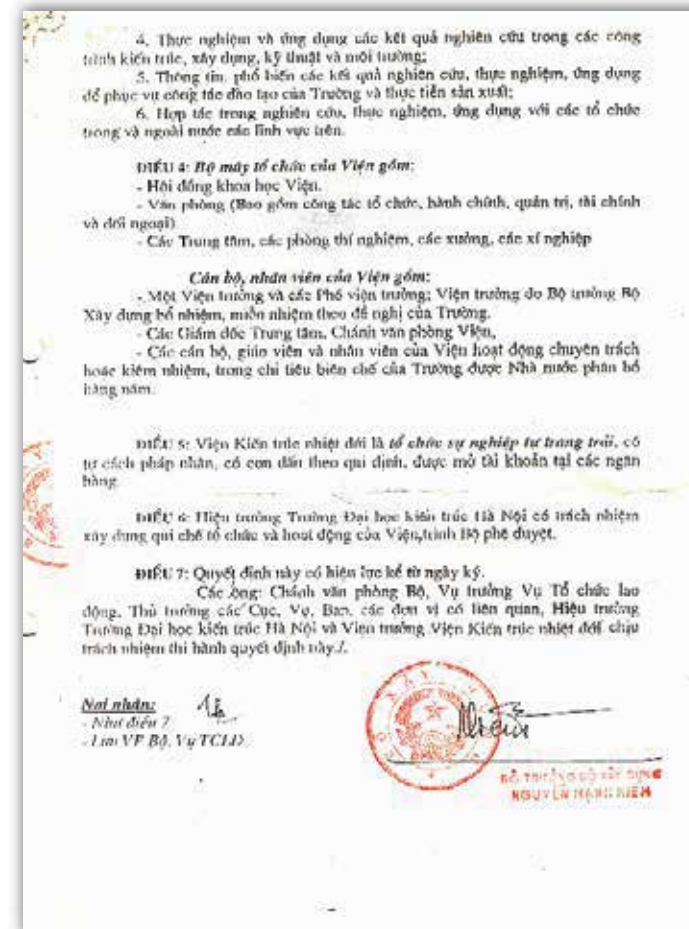 4. Thực nghiệm và ứng dụng các kết quả nghiên cứu trong các công
trình kiến trúc, xây dựng, kỹ thuật và môi trường;
5. Thông tin, phổ biến các kết quả nghiên cứu, thực nghiệm, ứng dụng
để phục vụ công tác đào tạo của Trường và thực tiễn sản xuất;
6. Hợp tác trong nghiên cứu, thực nghiệm, ứng dụng với các tổ chức
trong và ngoài nước các lĩnh vực trên.
ĐIỀU 4: Bộ máy tổ chức của Viện gồm:
- Hội đồng khoa học Viện.
- Văn phòng (Bao gồm công tác tổ chức, hành chính, quản trị, tài chính
và đối ngoại)
- Các Trung tâm, các phòng thí nghiệm, các xưởng, các xí nghiệp
Cán bộ, nhân viên của Viện gồm:
- Một Viện trưởng và các Phó viện trưởng; Viện trưởng do Bộ trưởng Bộ
Xây dựng bổ nhiệm, miễn nhiệm theo đề nghị của Trường.
- Các Giám đốc Trung tâm, Chánh văn phòng Viện,
- Các cán bộ, giáo viên và nhân viên của Viện hoạt động chuyên trách
hoặc kiêm nhiệm, trong chỉ tiêu biên chế của Trường được Nhà nước phân bổ
hàng năm.
ĐIỀU 5: Viện Kiến trúc nhiệt đới là tổ chức sự nghiệp tự trang trải, có
tư cách pháp nhân, có con dấu theo qui định, được mở tài khoản tại các ngân
hàng
ĐIỀU 6: Hiệu trưởng Trường Đại học kiến trúc Hà Nội có trách nhiệm
xây dựng qui chế tổ chức và hoạt động của Viện,trình Bộ phê duyệt.
ĐIỀU 7: Quyết định này có hiệu lực kể từ ngày ký.
Các ông: Chánh văn phòng Bộ, Vụ trưởng Vụ Tổ chức lao
động, Thủ trưởng các Cục, Vụ, Ban, các đơn vị có liên quan, Hiệu trưởng
Trường Đại học kiến trúc Hà Nội và Viện trưởng Viện Kiến trúc nhiệt đới chịu
trách nhiệm thi hành quyết định này./.
Nơi nhận:
- Như điều 7
- Lưu VP Bộ, Vụ TCLĐ.
BỘ TRƯỞNG BỘ XÂY DỰNG
NGUYỄN MẠNH KIỂM